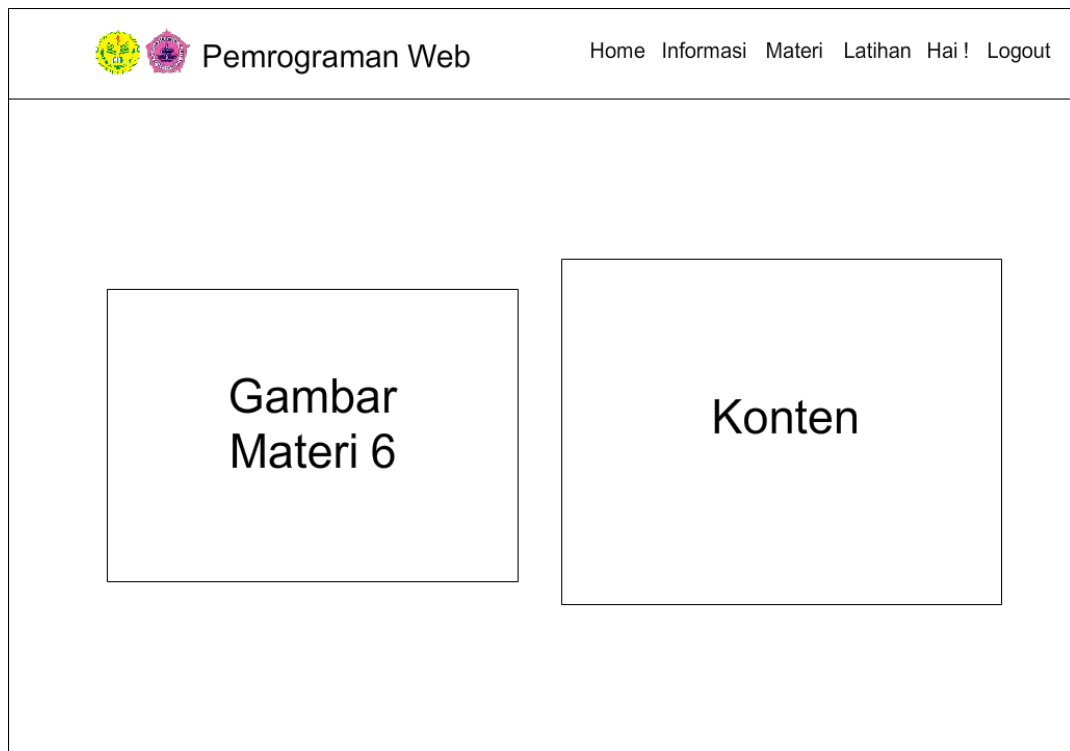 Pemrograman Web
Home Informasi Materi Latihan Hai ! Logout
Gambar
Materi 6
Konten